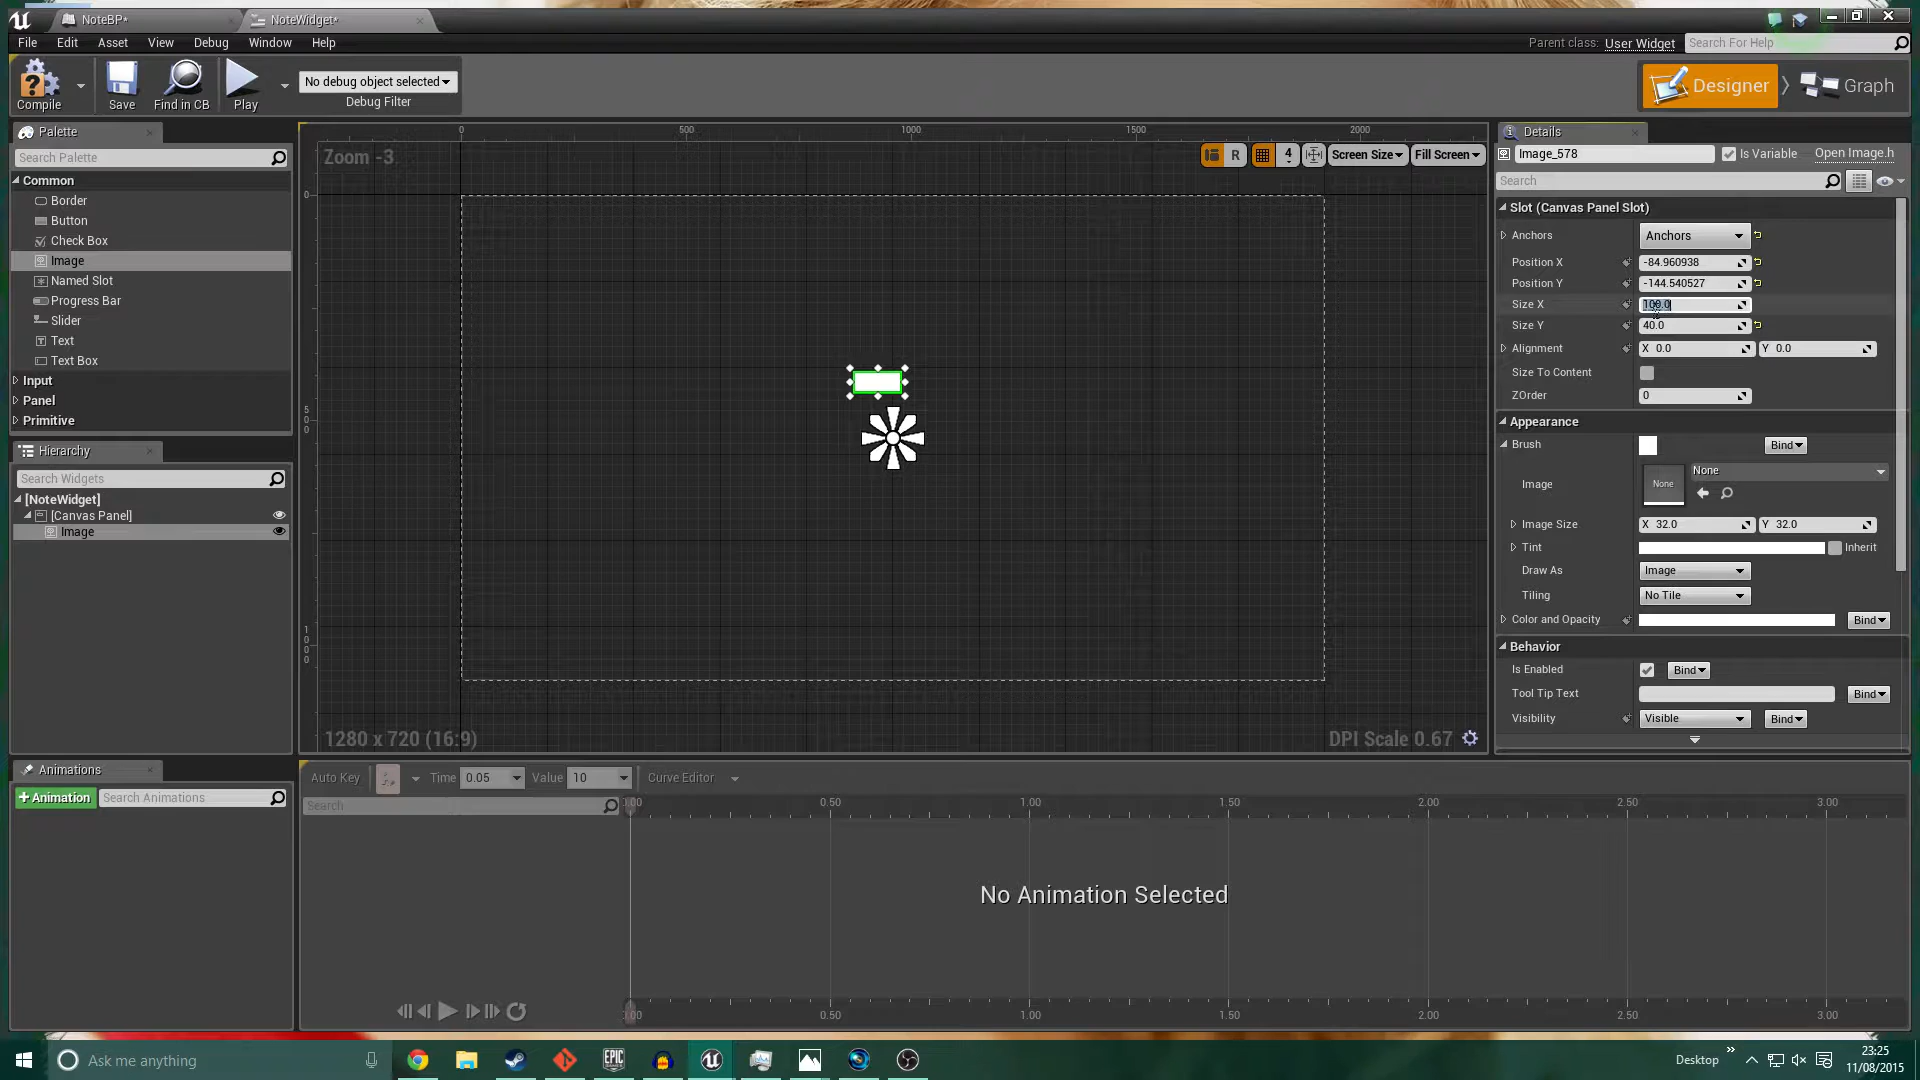 NoteBP*
NoteWidget*
File Edit Asset View Debug Window Help
Parent class: User Widget Search For Help
Compile Save Find in CB Play
No debug object selected
Debug Filter
Designer Graph
Palette
Search Palette
Common
Border
Button
Check Box
Image
Named Slot
Progress Bar
Slider
Text
Text Box
Input
Panel
Primitive
Hierarchy
Search Widgets
[NoteWidget]
[Canvas Panel]
Image
Animations
+Animation Search Animations
0 500 1000 1500 2000
Zoom -3
R 4 Screen Size Fill Screen
0
500
1000
1280 x 720 (16:9)
DPI Scale 0.67
Details
Image_578 Is Variable Open Image.h
Search
Slot (Canvas Panel Slot)
Anchors Anchors
Position X -84.960938
Position Y -144.540527
Size X 100.0
Size Y 40.0
Alignment X 0.0 Y 0.0
Size To Content
ZOrder 0
Appearance
Brush Bind
Image None None
Image Size X 32.0 Y 32.0
Tint Inherit
Draw As Image
Tiling No Tile
Color and Opacity Bind
Behavior
Is Enabled Bind
Tool Tip Text Bind
Visibility Visible Bind
Auto Key Time 0.05 Value 10 Curve Editor
Search
0.00 0.50 1.00 1.50 2.00 2.50 3.00
No Animation Selected
0.00 0.50 1.00 1.50 2.00 2.50 3.00
Ask me anything
EPIC
Desktop
23:25
11/08/2015